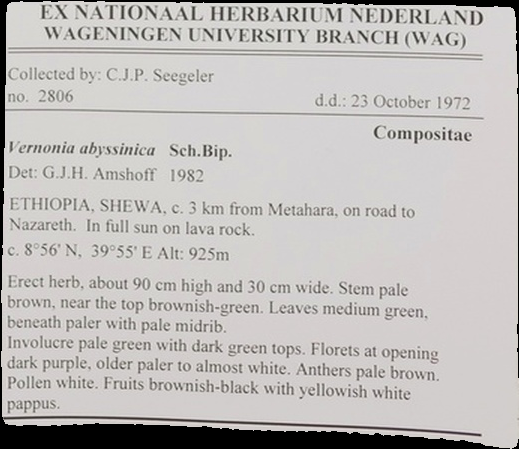 EX NATIONAAL HERBARIUM NEDERLAND
WAGENINGEN UNIVERSITY BRANCH (WAG)
Collected by: C.J.P. Seegeler
no. 2806 d.d.: 23 October 1972
Compositae
Vernonia abyssinica Sch.Bip.
Det: G.J.H. Amshoff 1982
ETHIOPIA, SHEWA, c. 3 km from Metahara, on road to
Nazareth. In full sun on lava rock.
c. 8°56' N, 39°55' E Alt: 925m
Erect herb, about 90 cm high and 30 cm wide. Stem pale
brown, near the top brownish-green. Leaves medium green,
beneath paler with pale midrib.
Involucre pale green with dark green tops. Florets at opening
dark purple, older paler to almost white. Anthers pale brown.
Pollen white. Fruits brownish-black with yellowish white
pappus.